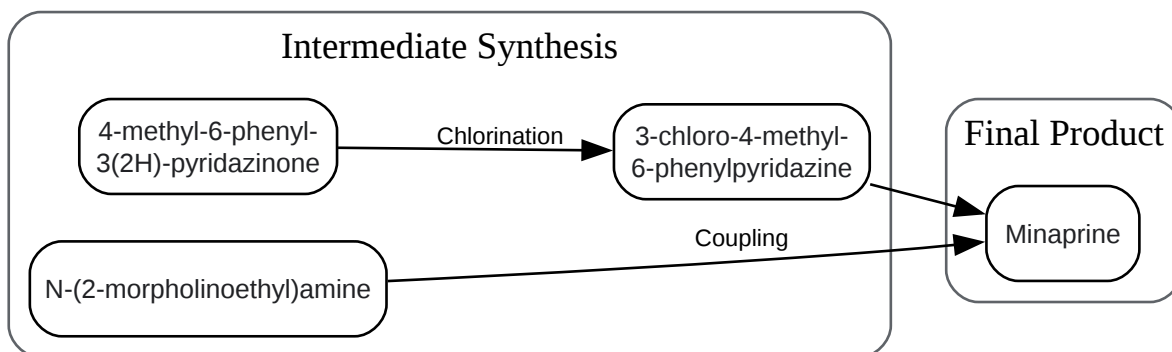 Intermediate Synthesis
4-methyl-6-phenyl-
3(2H)-pyridazinone
Chlorination
3-chloro-4-methyl-
6-phenylpyridazine
N-(2-morpholinoethyl)amine
Coupling
Final Product
Minaprine